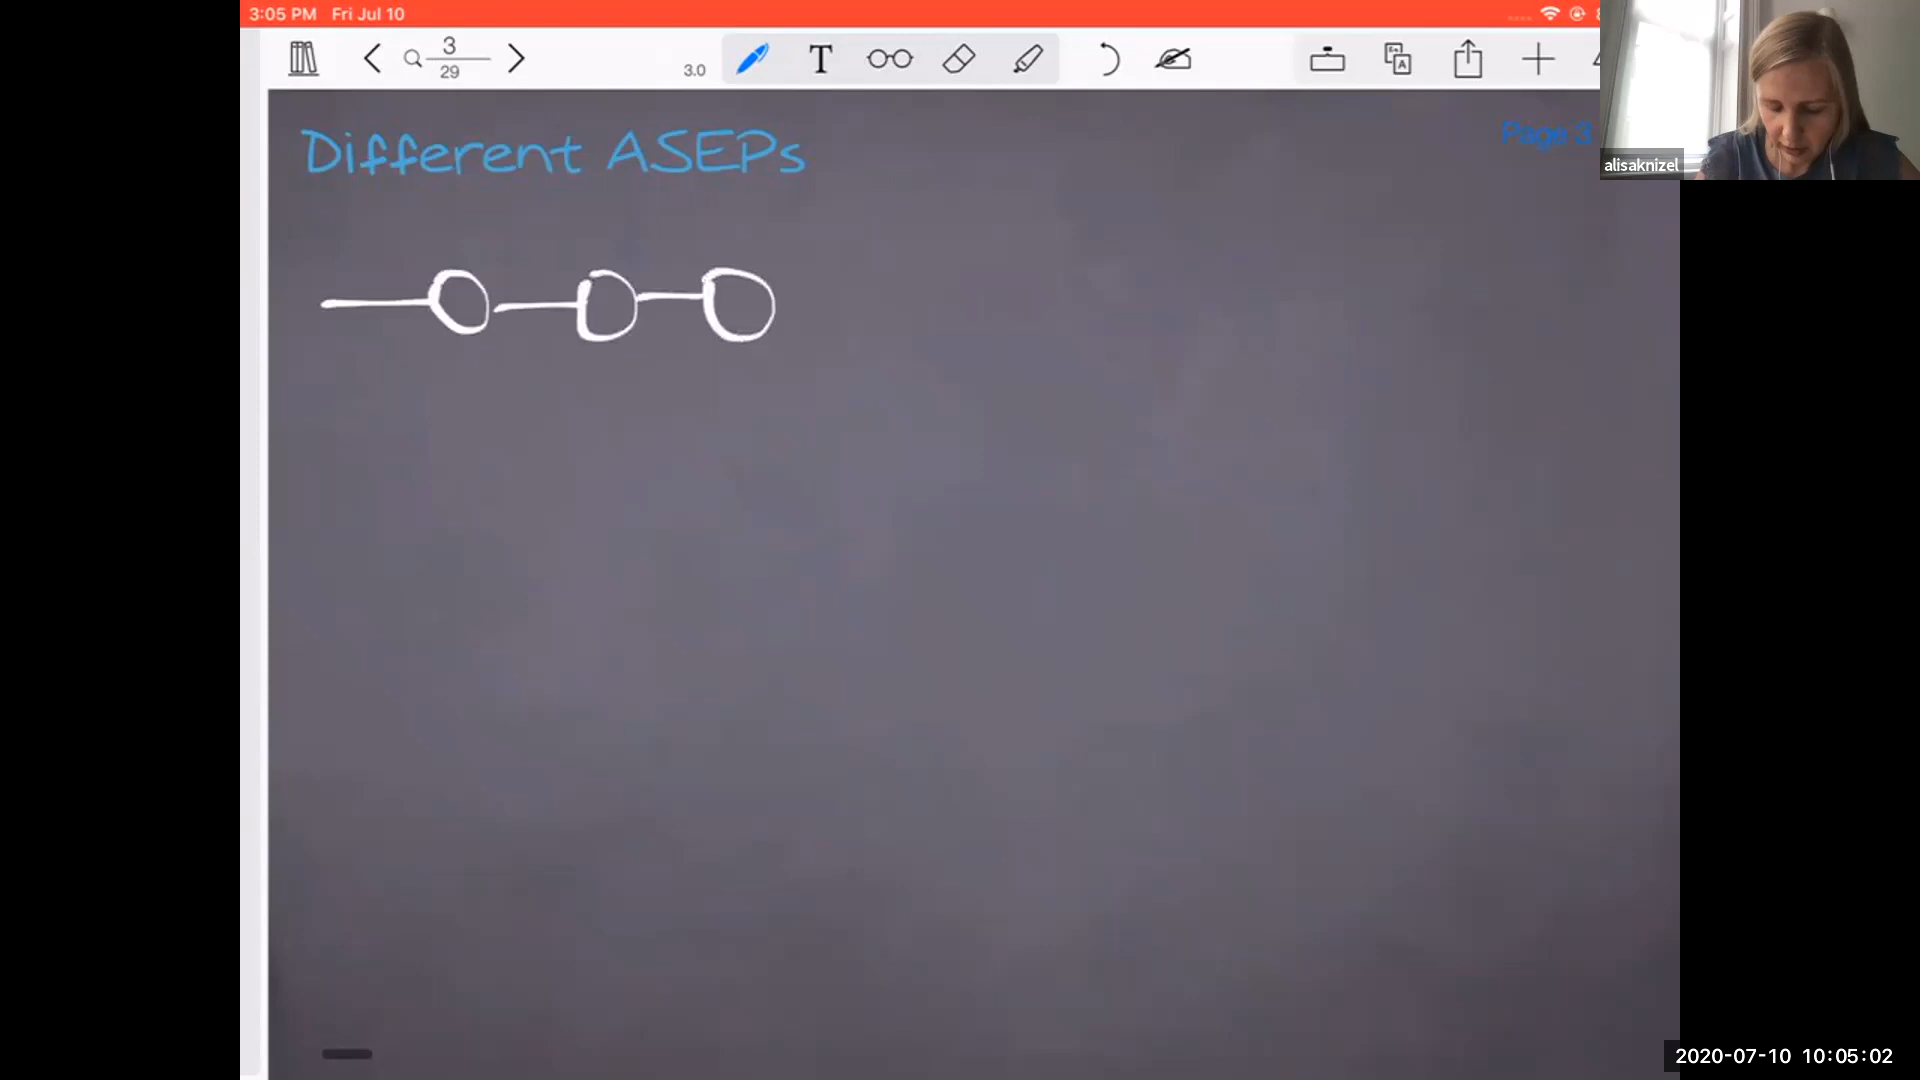 3:05 PM Fri Jul 10
3
29
3.0
T
Different ASEPs
Page 3
alisaknizel
2020-07-10 10:05:02